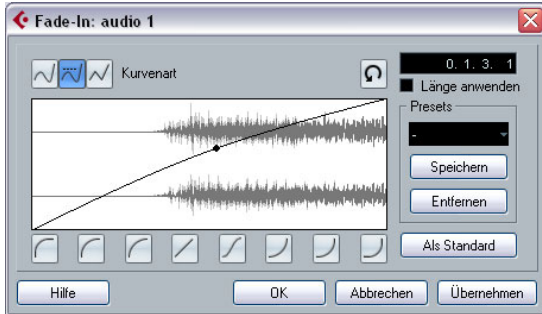 Fade-In: audio 1
Kurvenart
0. 1. 3. 1
Länge anwenden
Presets
-
Speichern
Entfernen
Als Standard
Hilfe
OK
Abbrechen
Übernehmen